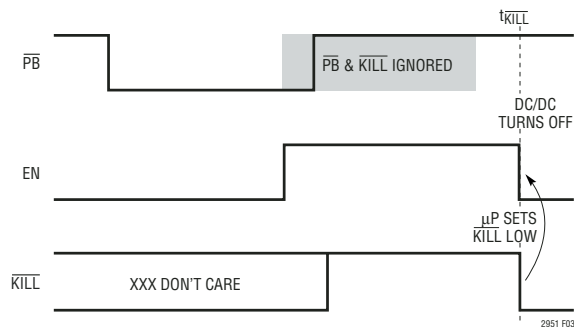 tKILL
PB
PB & KILL IGNORED
DC/DC
TURNS OFF
EN
µP SETS
KILL LOW
KILL
XXX DON'T CARE
2951 F03